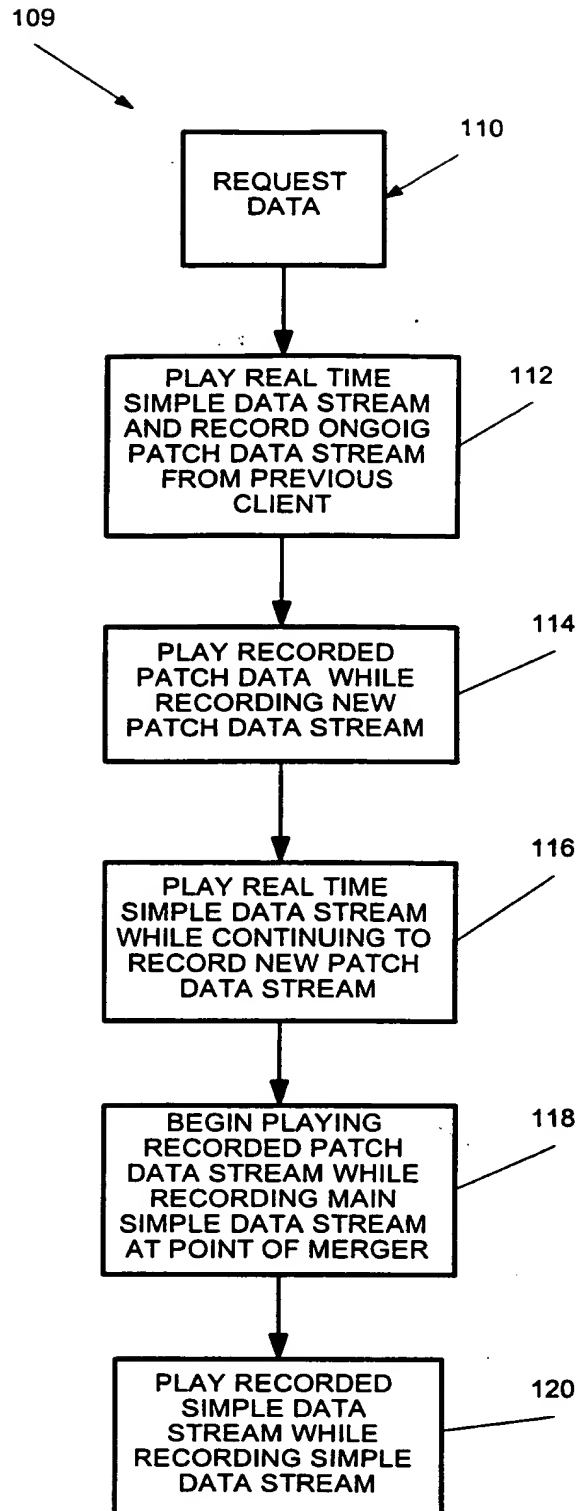 109
110
REQUEST
DATA
112
PLAY REAL TIME
SIMPLE DATA STREAM
AND RECORD ONGOIG
PATCH DATA STREAM
FROM PREVIOUS
CLIENT
114
PLAY RECORDED
PATCH DATA WHILE
RECORDING NEW
PATCH DATA STREAM
116
PLAY REAL TIME
SIMPLE DATA STREAM
WHILE CONTINUING TO
RECORD NEW PATCH
DATA STREAM
118
BEGIN PLAYING
RECORDED PATCH
DATA STREAM WHILE
RECORDING MAIN
SIMPLE DATA STREAM
AT POINT OF MERGER
120
PLAY RECORDED
SIMPLE DATA
STREAM WHILE
RECORDING SIMPLE
DATA STREAM